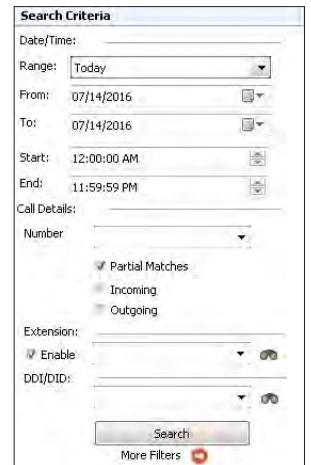 Search Criteria
Date/Time:
Range: Today
From: 07/14/2016
To: 07/14/2016
Start: 12:00:00 AM
End: 11:59:59 PM
Call Details:
Number
Partial Matches
Incoming
Outgoing
Extension:
Enable
DDI/DID:
Search
More Filters